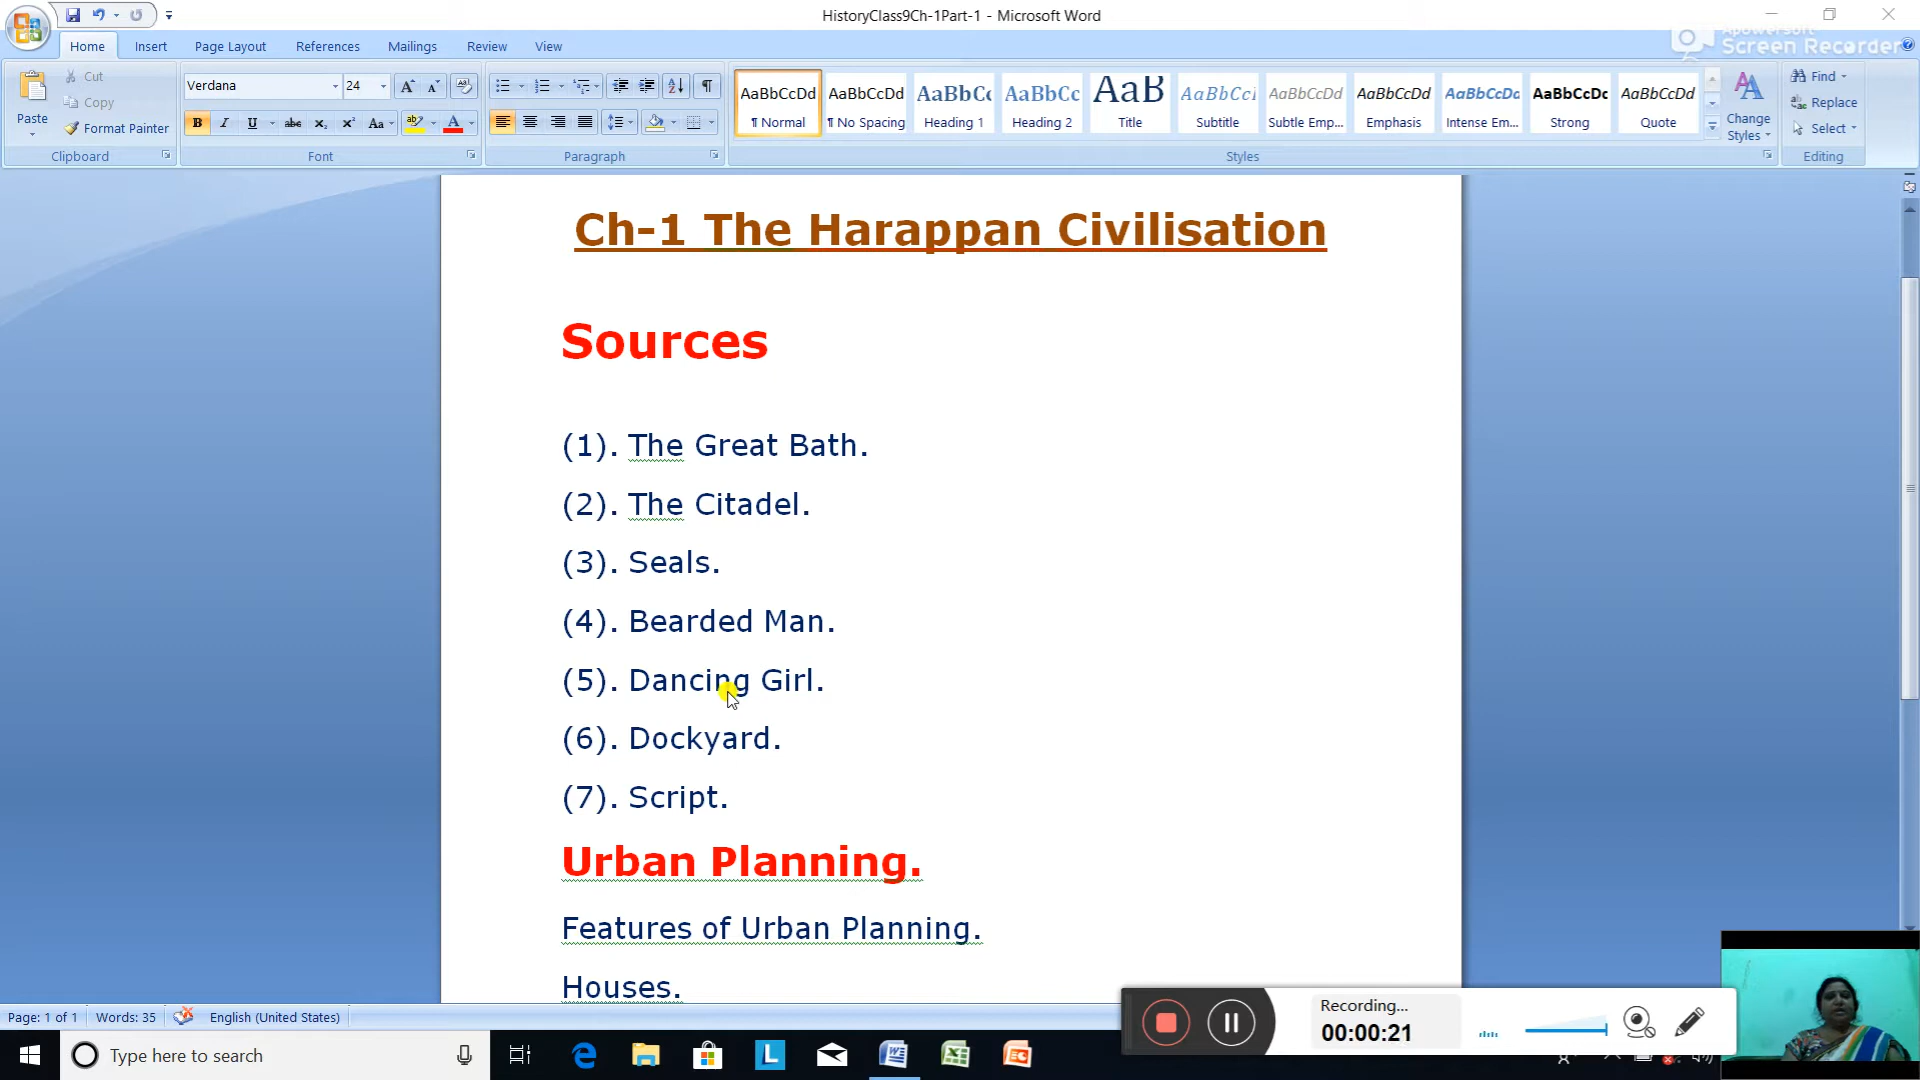 HistoryClass9Ch-1Part-1 - Microsoft Word
Apowersoft
Screen Recorder
Home Insert Page Layout References Mailings Review View
Paste
Cut
Copy
Format Painter
Clipboard
Verdana 24
Font
Paragraph
AaBbCcDd AaBbCcDd AaBbCc AaBbCc AaB AaBbCcI AaBbCcDd AaBbCcDd AaBbCcDd AaBbCcDc AaBbCcDd
¶ Normal ¶ No Spacing Heading 1 Heading 2 Title Subtitle Subtle Emp... Emphasis Intense Em... Strong Quote
Change
Styles
Styles
Find
Replace
Select
Editing
Ch-1 The Harappan Civilisation
Sources
(1). The Great Bath.
(2). The Citadel.
(3). Seals.
(4). Bearded Man.
(5). Dancing Girl.
(6). Dockyard.
(7). Script.
Urban Planning.
Features of Urban Planning.
Houses.
Recording...
00:00:21
Page: 1 of 1 Words: 35 English (United States)
Type here to search